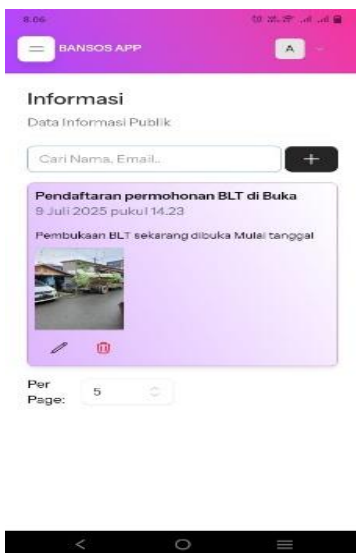 8.06
BANSOS APP
A
Informasi
Data Informasi Publik
Cari Nama, Email..
Pendaftaran permohonan BLT di Buka
9 Juli 2025 pukul 14.23
Pembukaan BLT sekarang dibuka Mulai tanggal
Per
Page:
5